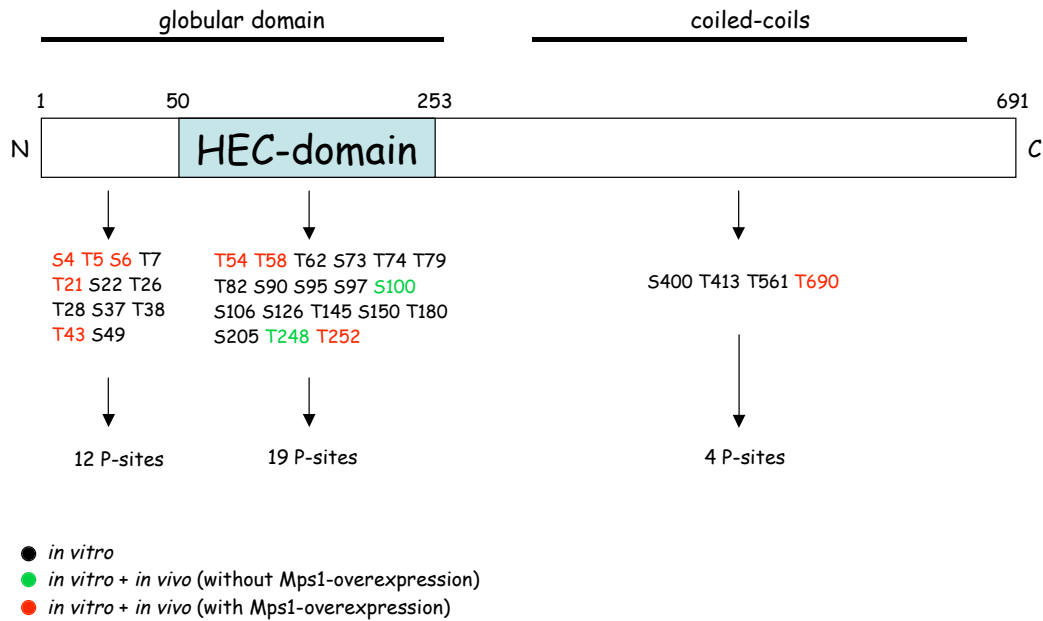 globular domain
coiled-coils
1 50 253 691
N HEC-domain C
S4 T5 S6 T7
T21 S22 T26
T28 S37 T38
T43 S49
T54 T58 T62 S73 T74 T79
T82 S90 S95 S97 S100
S106 S126 T145 S150 T180
S205 T248 T252
S400 T413 T561 T690
12 P-sites
19 P-sites
4 P-sites
in vitro
in vitro + in vivo (without Mps1-overexpression)
in vitro + in vivo (with Mps1-overexpression)